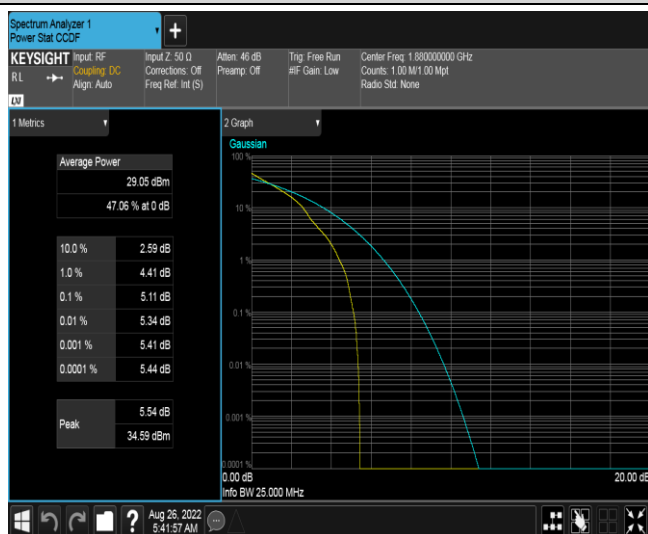 Spectrum Analyzer 1
Power Stat CCDF
+
KEYSIGHT
RL
LXI
Input: RF
Coupling: DC
Align: Auto
Input Z: 50 Ω
Corrections: Off
Freq Ref: Int (S)
Atten: 46 dB
Preamp: Off
Trig: Free Run
#IF Gain: Low
Center Freq: 1.880000000 GHz
Counts: 1.00 M/1.00 Mpt
Radio Std: None
1 Metrics
Average Power
29.05 dBm
47.06 % at 0 dB
10.0 % 2.59 dB
1.0 % 4.41 dB
0.1 % 5.11 dB
0.01 % 5.34 dB
0.001 % 5.41 dB
0.0001 % 5.44 dB
Peak
5.54 dB
34.59 dBm
2 Graph
Gaussian
100 %
10 %
1 %
0.1 %
0.01 %
0.001 %
0.0001 %
0.00 dB 20.00 dB
Info BW 25.000 MHz
?
Aug 26, 2022
5:41:57 AM